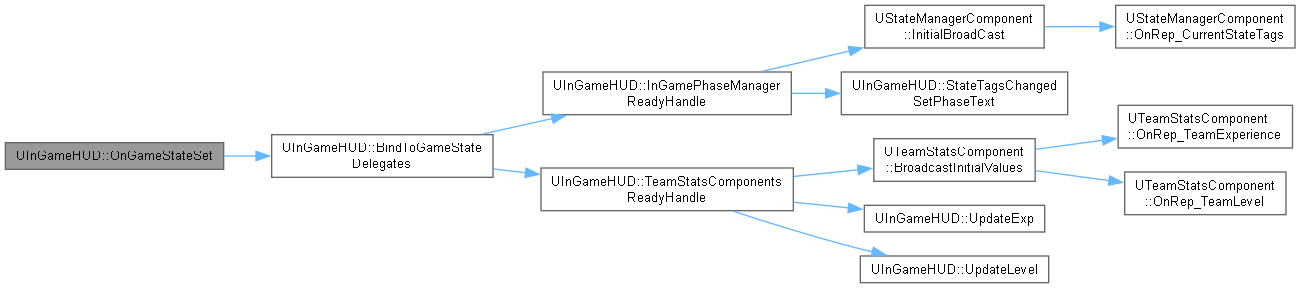 UInGameHUD::OnGameStateSet
UInGameHUD::BindToGameState
Delegates
UInGameHUD::InGamePhaseManager
ReadyHandle
UStateManagerComponent
::InitialBroadCast
UStateManagerComponent
::OnRep_CurrentStateTags
UInGameHUD::StateTagsChanged
SetPhaseText
UInGameHUD::TeamStatsComponents
ReadyHandle
UTeamStatsComponent
::BroadcastInitialValues
UTeamStatsComponent
::OnRep_TeamExperience
UTeamStatsComponent
::OnRep_TeamLevel
UInGameHUD::UpdateExp
UInGameHUD::UpdateLevel